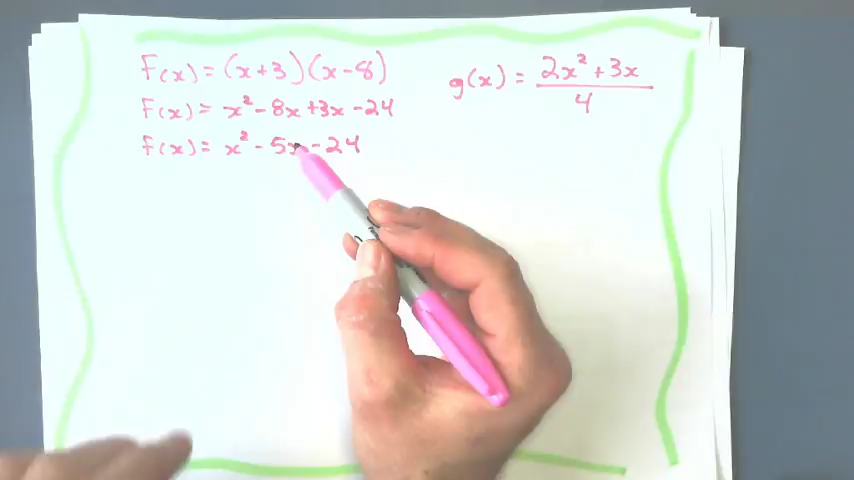 F(x) = (x+3)(x-8)
F(x) = x² - 8x + 3x - 24
F(x) = x² - 5x - 24
g(x) = (2x² + 3x)/4